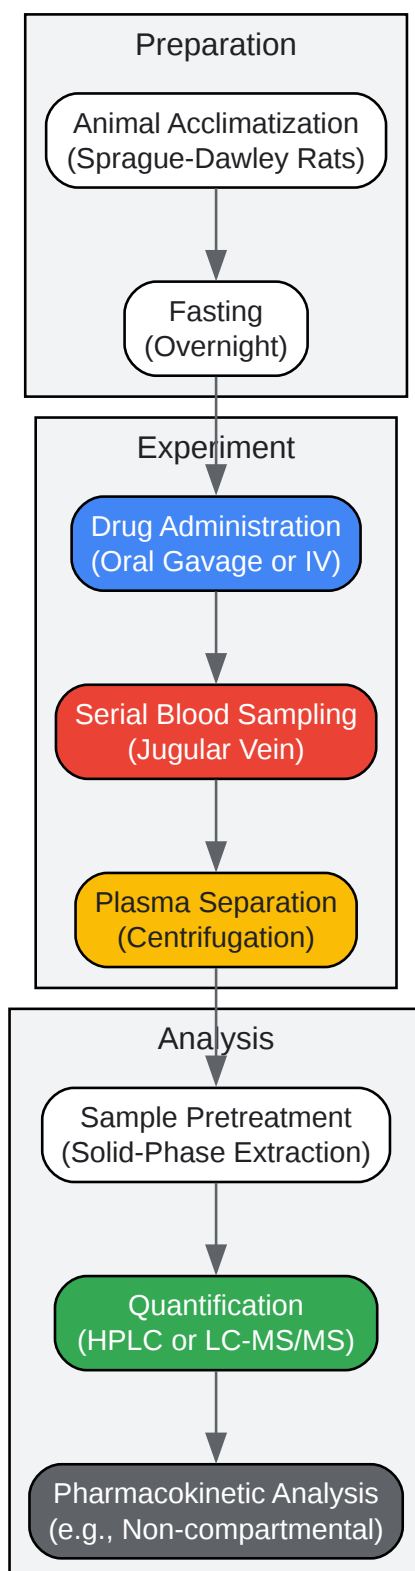 Preparation
Animal Acclimatization
(Sprague-Dawley Rats)
Fasting
(Overnight)
Experiment
Drug Administration
(Oral Gavage or IV)
Serial Blood Sampling
(Jugular Vein)
Plasma Separation
(Centrifugation)
Analysis
Sample Pretreatment
(Solid-Phase Extraction)
Quantification
(HPLC or LC-MS/MS)
Pharmacokinetic Analysis
(e.g., Non-compartmental)